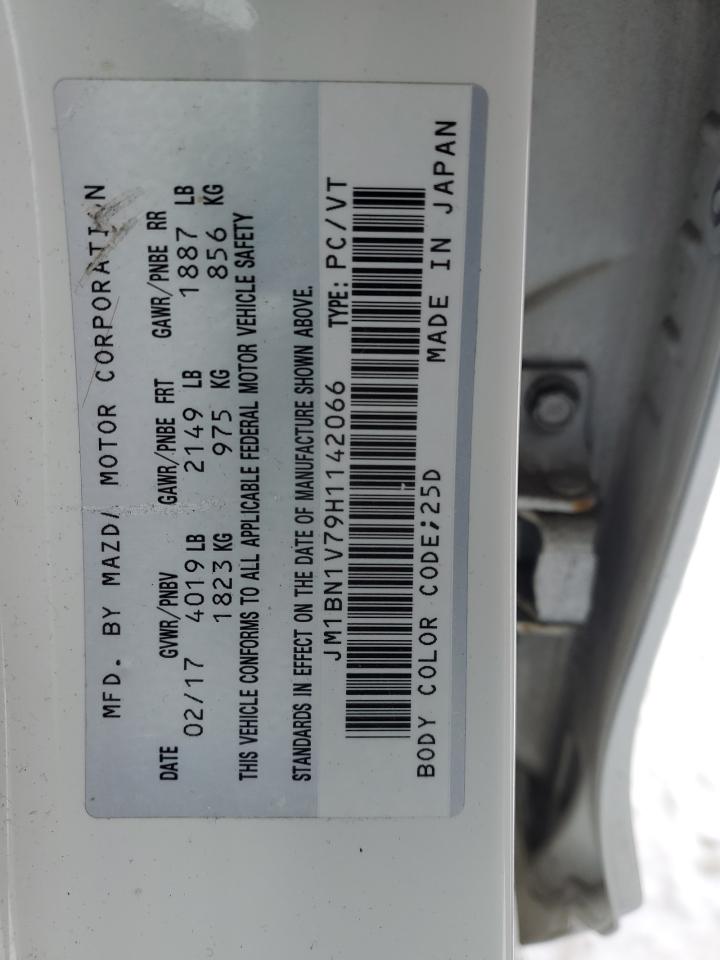 MFD. BY MAZDA MOTOR CORPORATION
DATE GVWR/PNBV GAWR/PNBE FRT GAWR/PNBE RR
02/17 4019 LB 2149 LB 1887 LB
1823 KG 975 KG 856 KG
THIS VEHICLE CONFORMS TO ALL APPLICABLE FEDERAL MOTOR VEHICLE SAFETY
STANDARDS IN EFFECT ON THE DATE OF MANUFACTURE SHOWN ABOVE.
JM1BN1V79H1142066 TYPE: PC/VT
BODY COLOR CODE;25D MADE IN JAPAN